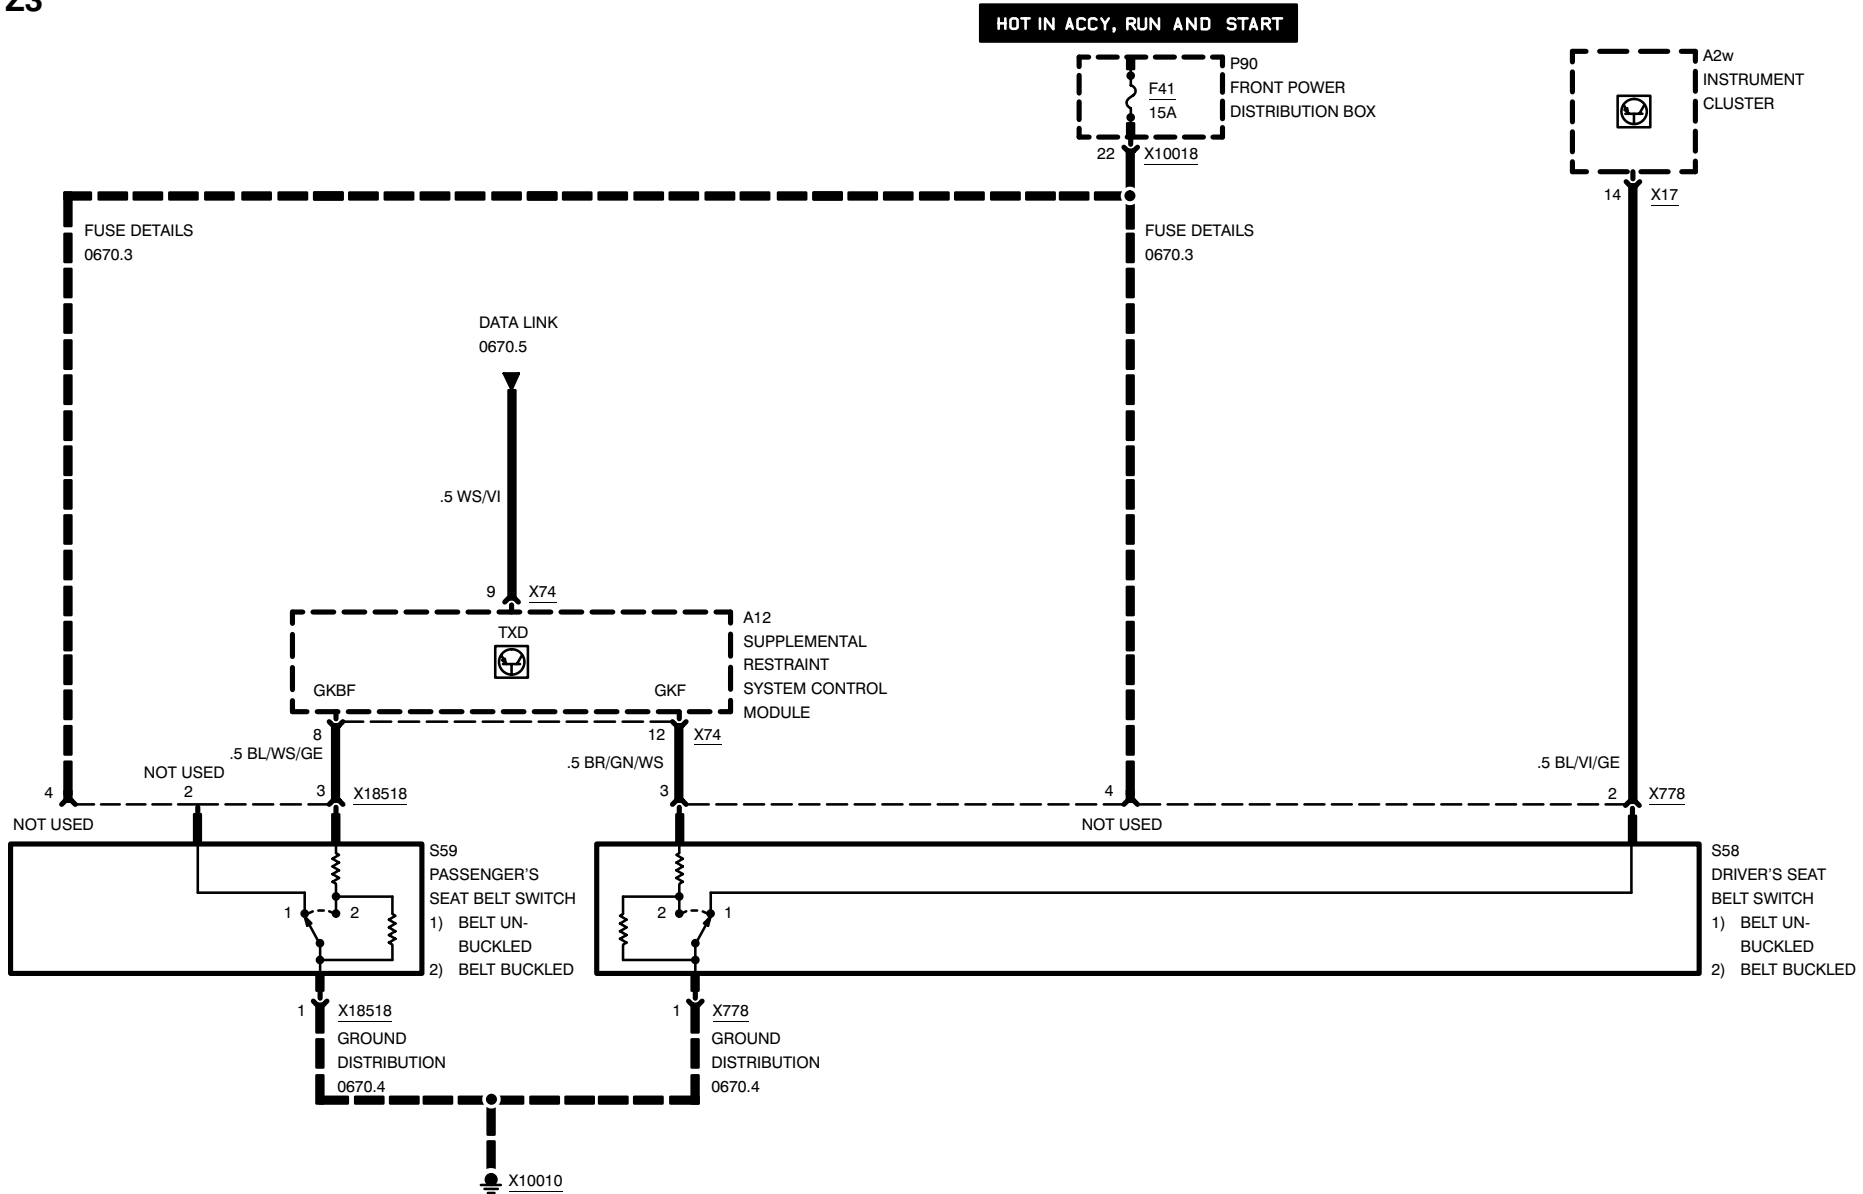 Z3
HOT IN ACCY, RUN AND START
P90
FRONT POWER
DISTRIBUTION BOX
F41
15A
22
X10018
A2w
INSTRUMENT
CLUSTER
14
X17
FUSE DETAILS
0670.3
FUSE DETAILS
0670.3
DATA LINK
0670.5
.5 WS/VI
9
X74
TXD
GKBF
GKF
A12
SUPPLEMENTAL
RESTRAINT
SYSTEM CONTROL
MODULE
8
12
X74
.5 BL/WS/GE
.5 BR/GN/WS
.5 BL/VI/GE
NOT USED
4
2
3
X18518
3
4
2
X778
NOT USED
NOT USED
S59
PASSENGER'S
SEAT BELT SWITCH
1) BELT UN-
BUCKLED
2) BELT BUCKLED
1
2
2
1
S58
DRIVER'S SEAT
BELT SWITCH
1) BELT UN-
BUCKLED
2) BELT BUCKLED
1
X18518
GROUND
DISTRIBUTION
0670.4
1
X778
GROUND
DISTRIBUTION
0670.4
X10010